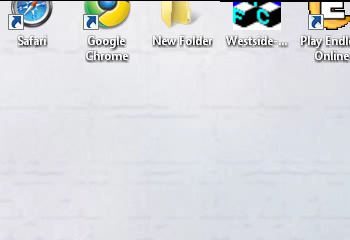 Safari
Google
Chrome
New Folder
Westside-...
Play Endl
Online